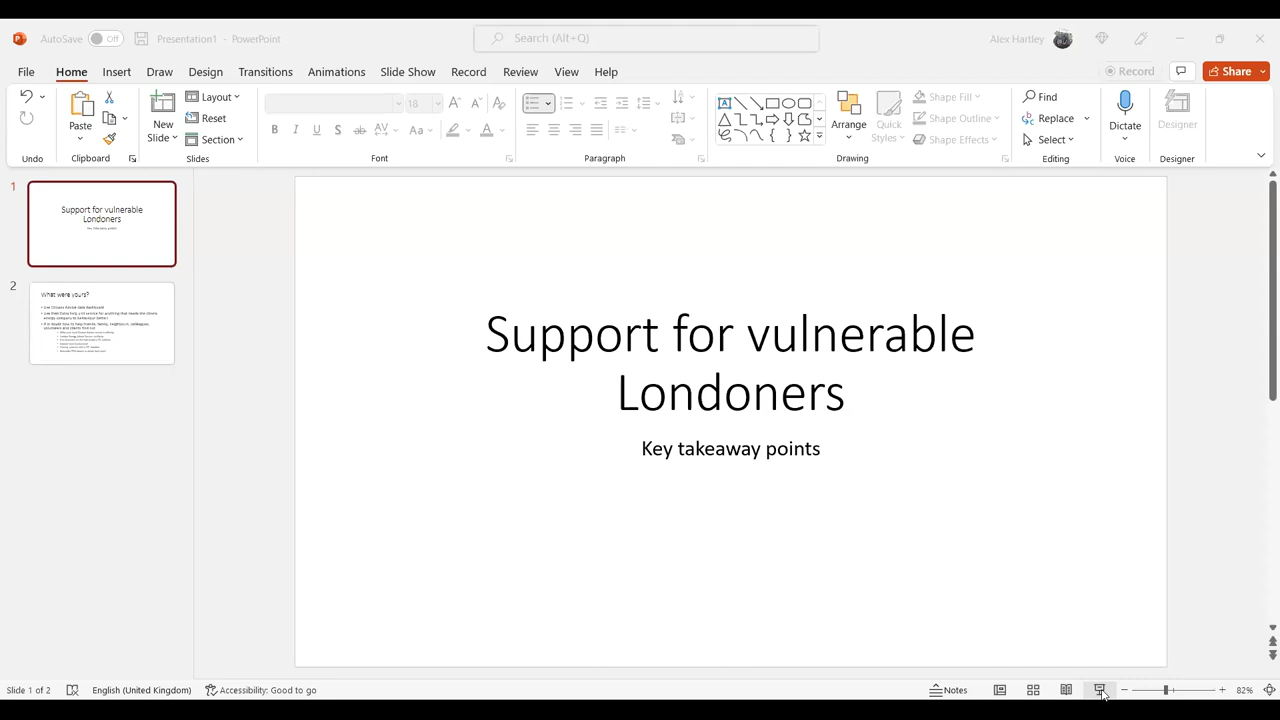 AutoSave Off Presentation1 - PowerPoint Search (Alt+Q) Alex Hartley
File Home Insert Draw Design Transitions Animations Slide Show Record Review View Help Record Share
Paste New Slide Layout Reset Section 18 Aa A Arrange Quick Styles Shape Fill Shape Outline Shape Effects Find Replace Select Dictate Designer
Undo Clipboard Slides Font Paragraph Drawing Editing Voice Designer
1
Support for vulnerable
Londoners
Key takeaway points
2
What were yours?
Support for vulnerable
Londoners
Key takeaway points
Slide 1 of 2 English (United Kingdom) Accessibility: Good to go Notes 82%